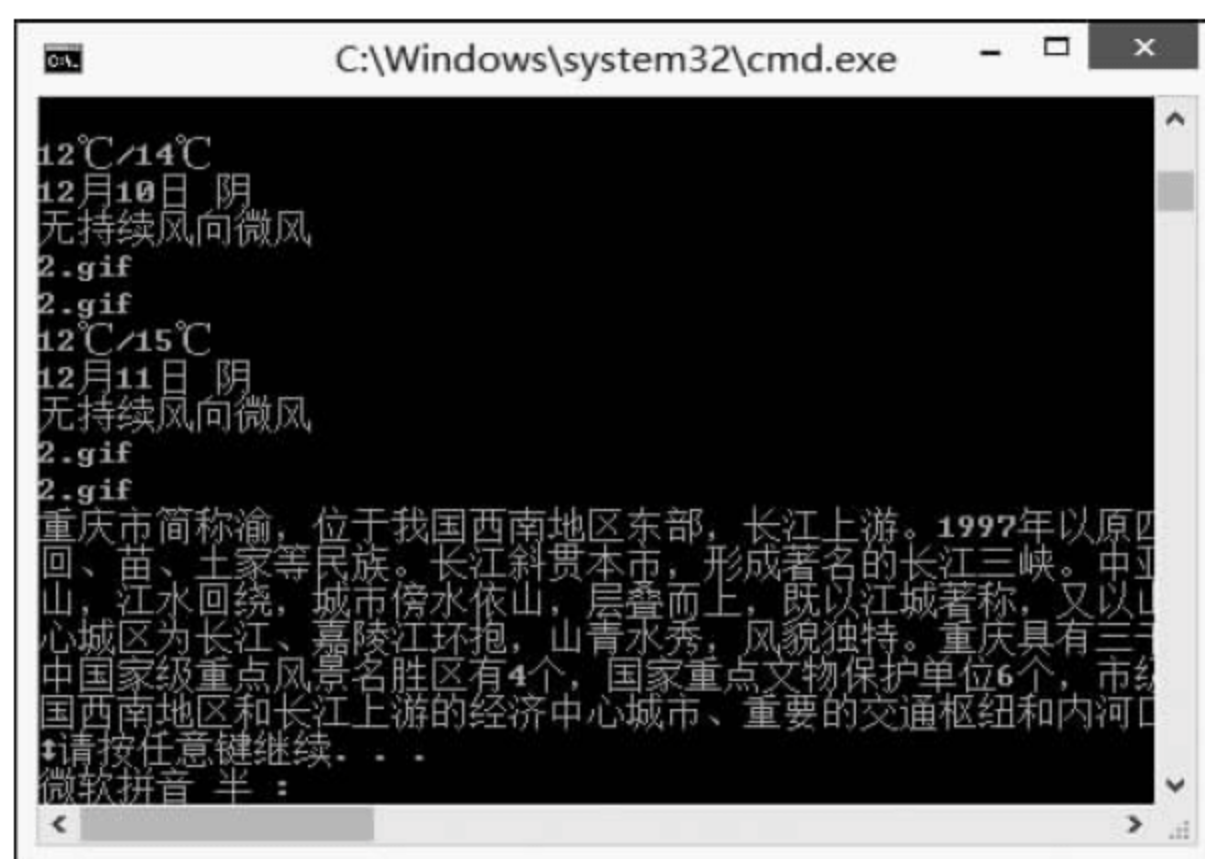 C:\Windows\system32\cmd.exe
12℃/14℃
12月10日 阴
无持续风向微风
2.gif
2.gif
12℃/15℃
12月11日 阴
无持续风向微风
2.gif
2.gif
重庆市简称渝，位于我国西南地区东部，长江上游。1997年以原四
回、苗、土家等民族。长江斜贯本市，形成著名的长江三峡。中亚
山，江水回绕，城市傍水依山，层叠而上，既以江城著称，又以山
心城区为长江、嘉陵江环抱，山青水秀，风貌独特。重庆具有三千
中国家级重点风景名胜区有4个，国家重点文物保护单位6个，市级
国西南地区和长江上游的经济中心城市、重要的交通枢纽和内河口
↕请按任意键继续. . .
微软拼音 半 :